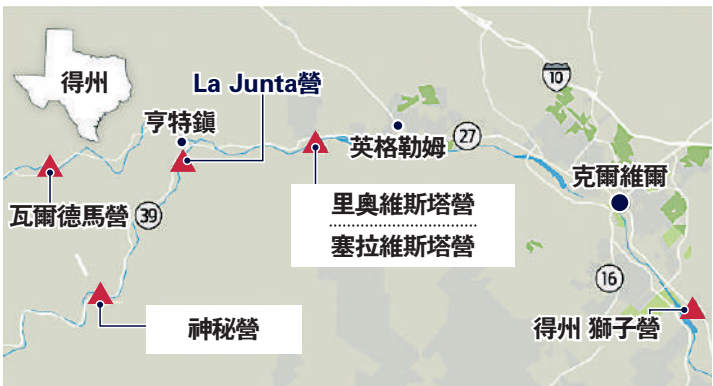 得州
La Junta營
亨特鎮
10
英格勒姆
27
克爾維爾
瓦爾德馬營
39
里奧維斯塔營
塞拉維斯塔營
16
神秘營
得州 獅子營